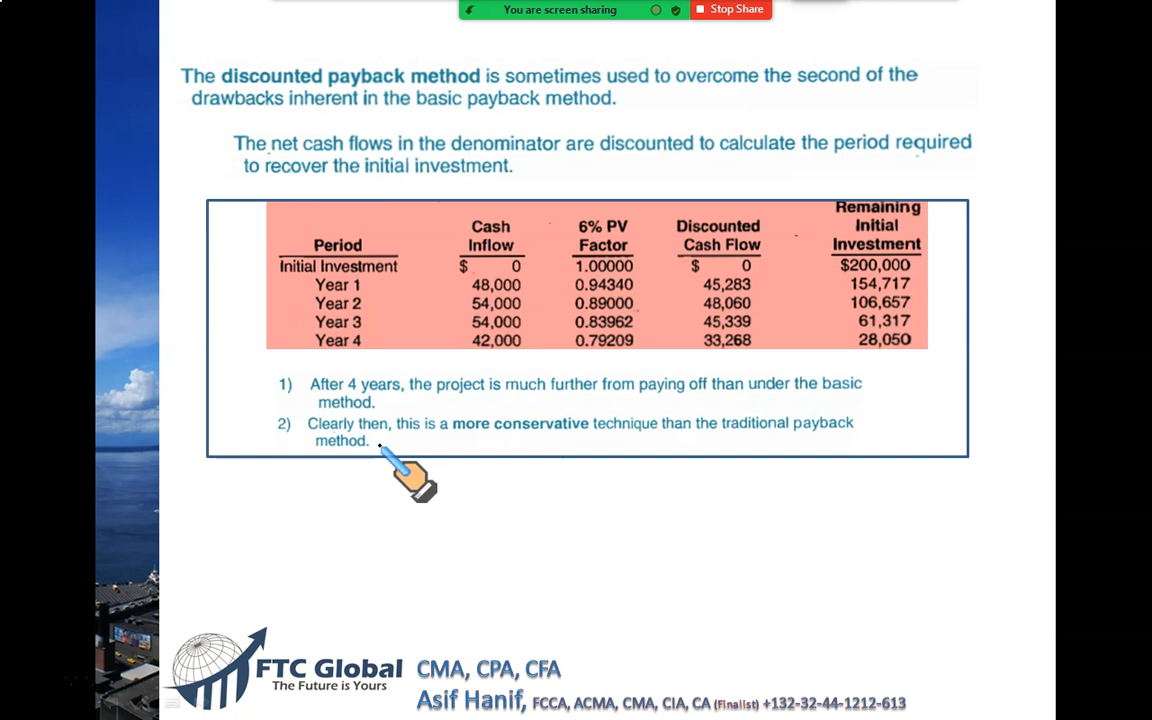 You are screen sharing Stop Share
The discounted payback method is sometimes used to overcome the second of the
drawbacks inherent in the basic payback method.
The net cash flows in the denominator are discounted to calculate the period required
to recover the initial investment.
Remaining
Cash 6% PV Discounted Initial
Period Inflow Factor Cash Flow Investment
Initial Investment $ 0 1.00000 $ 0 $200,000
Year 1 48,000 0.94340 45,283 154,717
Year 2 54,000 0.89000 48,060 106,657
Year 3 54,000 0.83962 45,339 61,317
Year 4 42,000 0.79209 33,268 28,050
1) After 4 years, the project is much further from paying off than under the basic
method.
2) Clearly then, this is a more conservative technique than the traditional payback
method.
FTC Global CMA, CPA, CFA
The Future is Yours
Asif Hanif, FCCA, ACMA, CMA, CIA, CA (Finalist) +132-32-44-1212-613